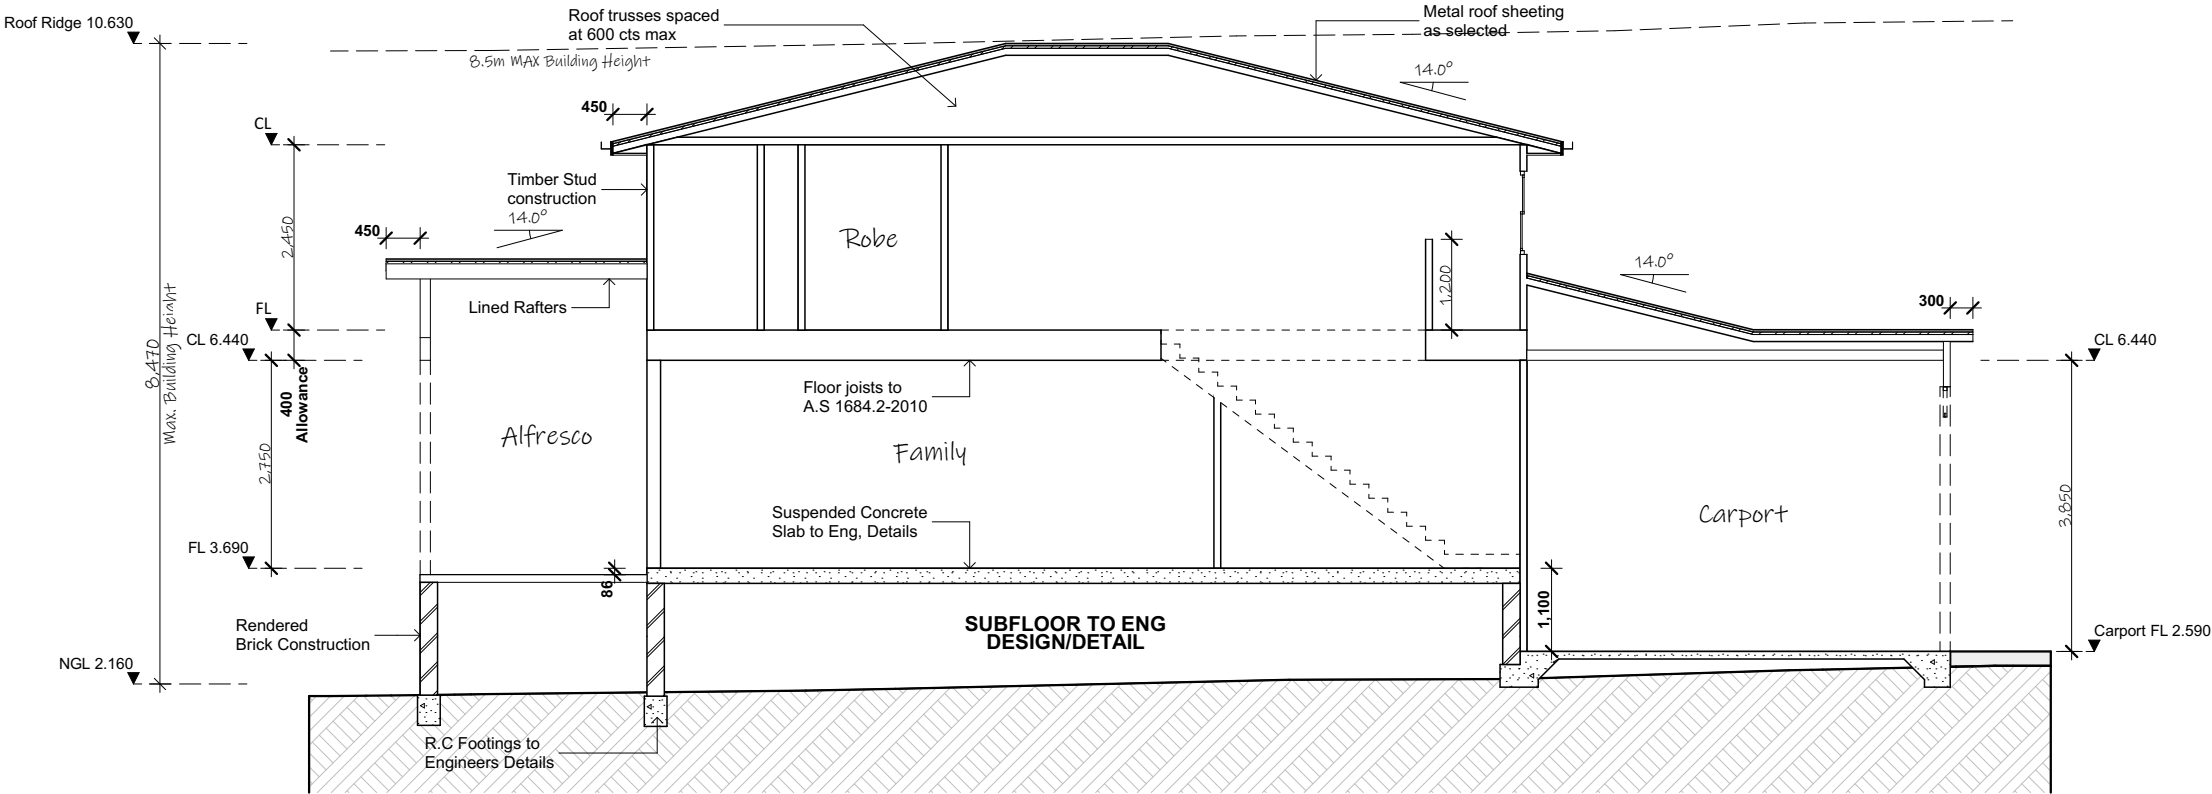 Roof Ridge 10.630
Roof trusses spaced
at 600 cts max
Metal roof sheeting
as selected
8.5m MAX Building Height
14.0°
450
CL
Timber Stud
construction
14.0°
450
2,450
Robe
14.0°
1,200
Lined Rafters
300
FL
CL 6.440
CL 6.440
8,470
Max. Building Height
400
Allowance
Floor joists to
A.S 1684.2-2010
Alfresco
Family
2,750
Suspended Concrete
Slab to Eng, Details
Carport
3,850
FL 3.690
86
1,100
Rendered
Brick Construction
SUBFLOOR TO ENG
DESIGN/DETAIL
Carport FL 2.590
NGL 2.160
R.C Footings to
Engineers Details